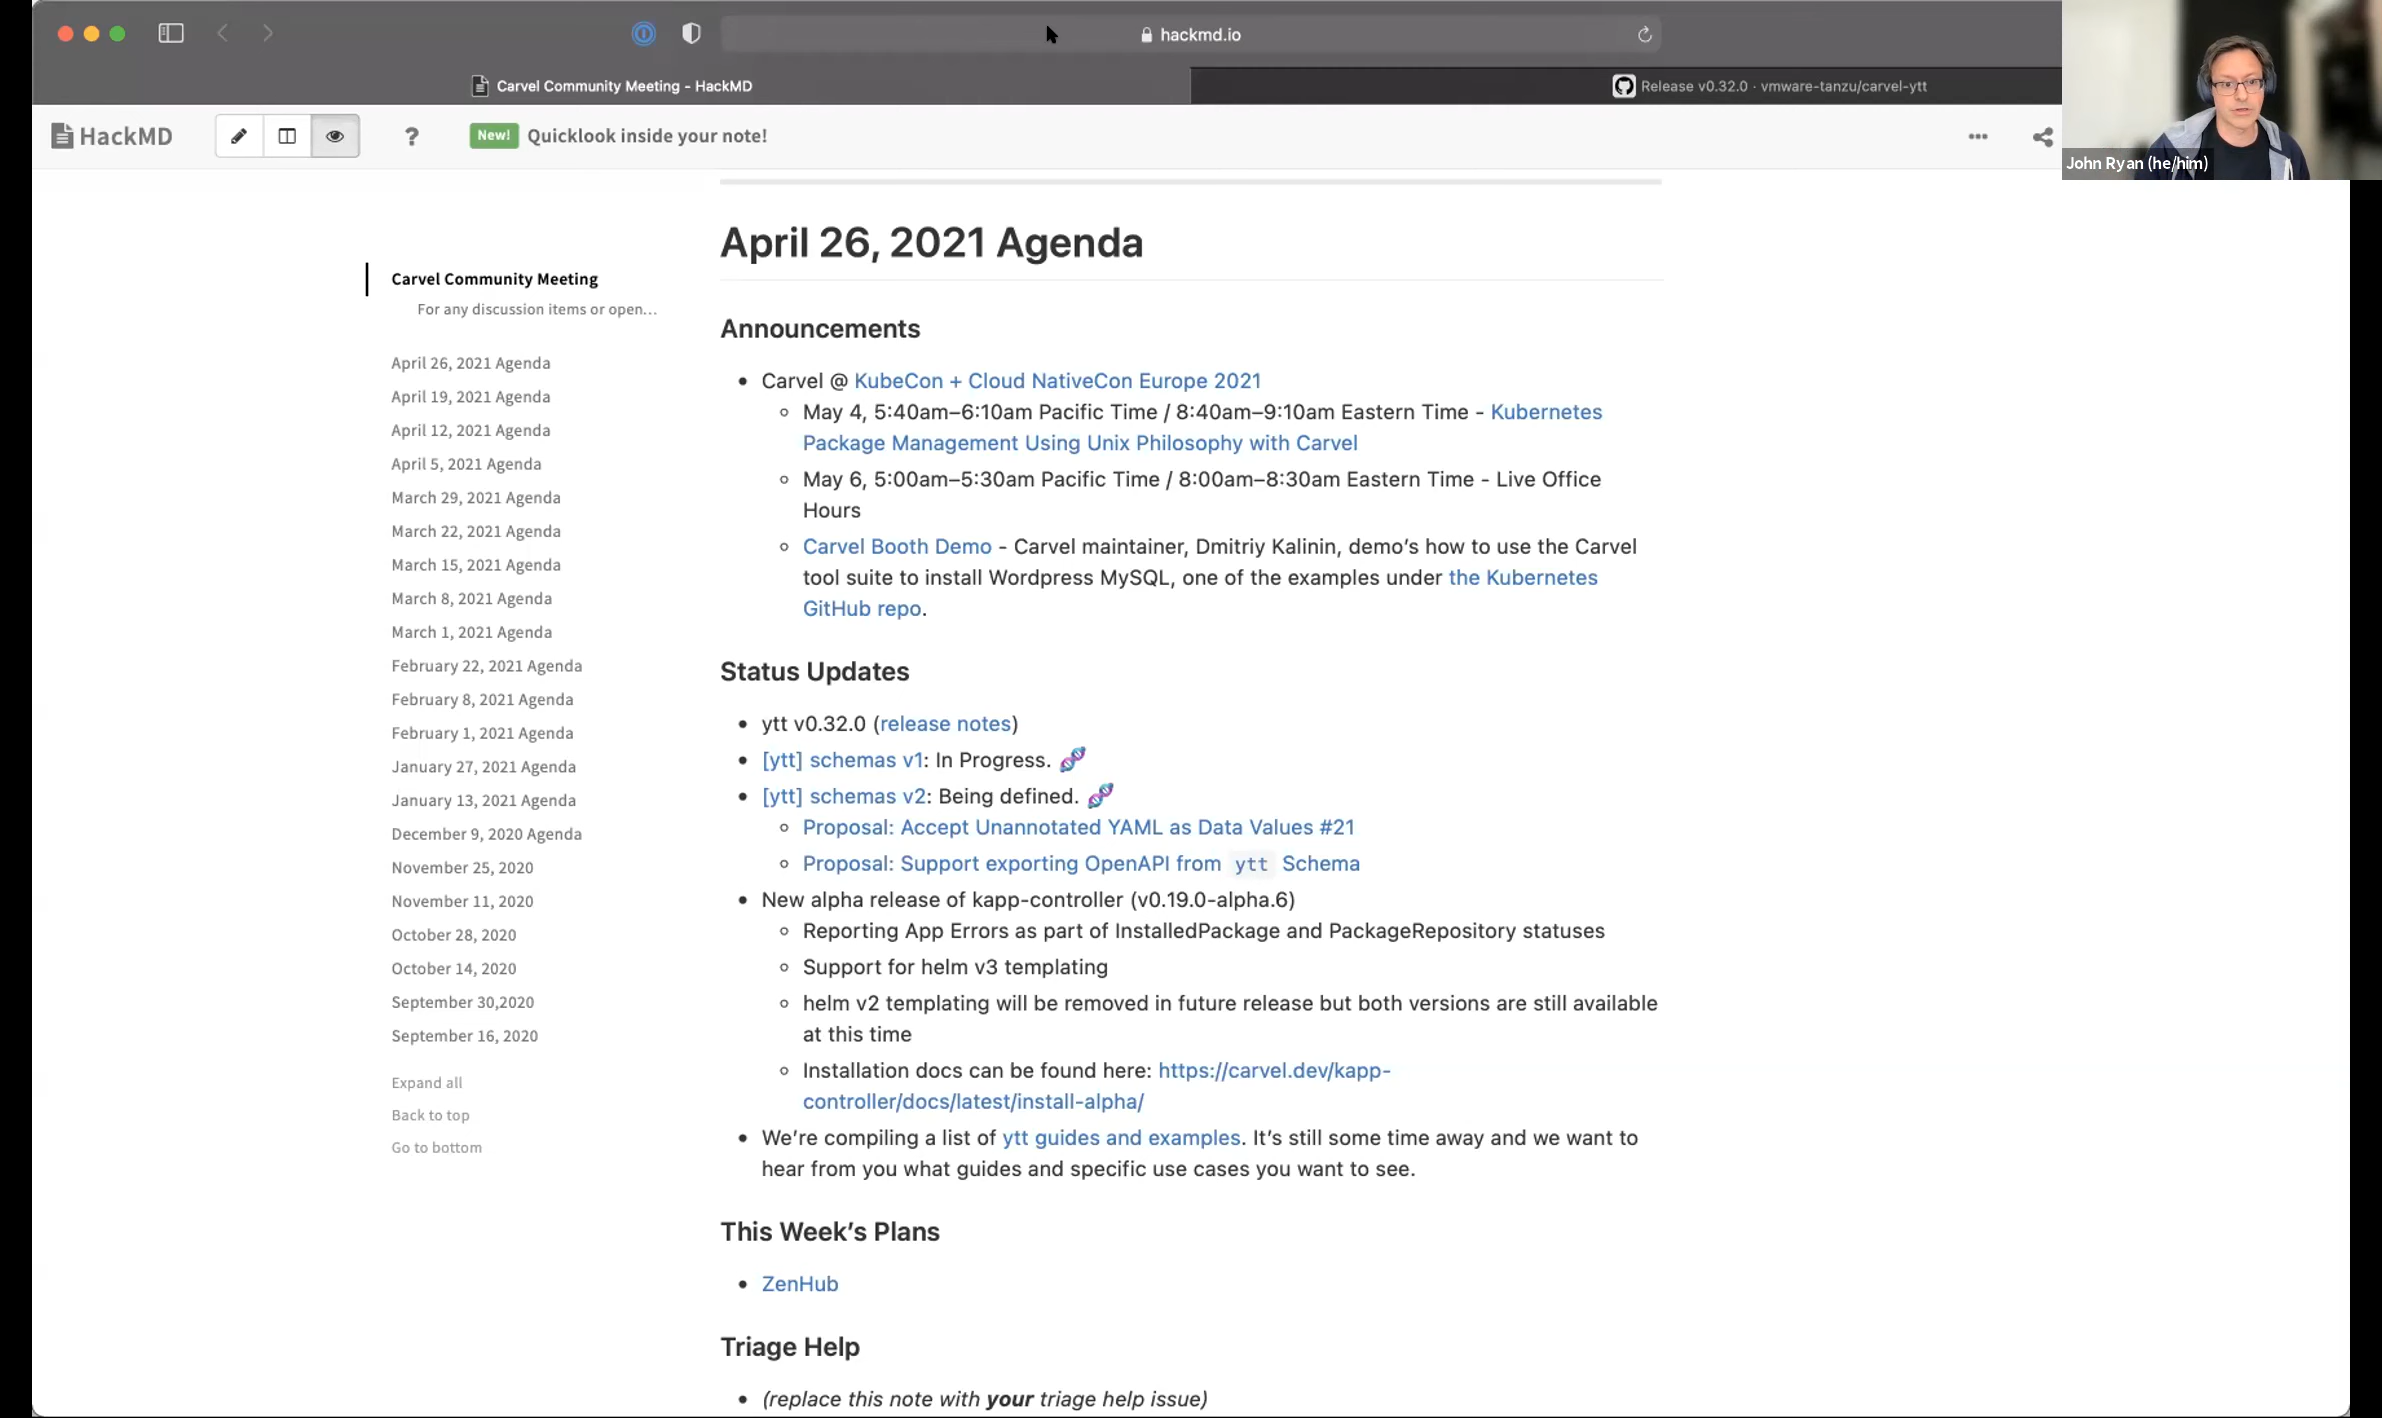 hackmd.io
Carvel Community Meeting - HackMD
Release v0.32.0 · vmware-tanzu/carvel-ytt
HackMD
?
New! Quicklook inside your note!
John Ryan (he/him)
Carvel Community Meeting
For any discussion items or open...
April 26, 2021 Agenda
April 19, 2021 Agenda
April 12, 2021 Agenda
April 5, 2021 Agenda
March 29, 2021 Agenda
March 22, 2021 Agenda
March 15, 2021 Agenda
March 8, 2021 Agenda
March 1, 2021 Agenda
February 22, 2021 Agenda
February 8, 2021 Agenda
February 1, 2021 Agenda
January 27, 2021 Agenda
January 13, 2021 Agenda
December 9, 2020 Agenda
November 25, 2020
November 11, 2020
October 28, 2020
October 14, 2020
September 30,2020
September 16, 2020
Expand all
Back to top
Go to bottom
April 26, 2021 Agenda
Announcements
Carvel @ KubeCon + Cloud NativeCon Europe 2021
May 4, 5:40am–6:10am Pacific Time / 8:40am–9:10am Eastern Time - Kubernetes
Package Management Using Unix Philosophy with Carvel
May 6, 5:00am–5:30am Pacific Time / 8:00am–8:30am Eastern Time - Live Office
Hours
Carvel Booth Demo - Carvel maintainer, Dmitriy Kalinin, demo’s how to use the Carvel
tool suite to install Wordpress MySQL, one of the examples under the Kubernetes
GitHub repo.
Status Updates
ytt v0.32.0 (release notes)
[ytt] schemas v1: In Progress. 🧬
[ytt] schemas v2: Being defined. 🧬
Proposal: Accept Unannotated YAML as Data Values #21
Proposal: Support exporting OpenAPI from ytt Schema
New alpha release of kapp-controller (v0.19.0-alpha.6)
Reporting App Errors as part of InstalledPackage and PackageRepository statuses
Support for helm v3 templating
helm v2 templating will be removed in future release but both versions are still available
at this time
Installation docs can be found here: https://carvel.dev/kapp-
controller/docs/latest/install-alpha/
We’re compiling a list of ytt guides and examples. It’s still some time away and we want to
hear from you what guides and specific use cases you want to see.
This Week’s Plans
ZenHub
Triage Help
(replace this note with your triage help issue)